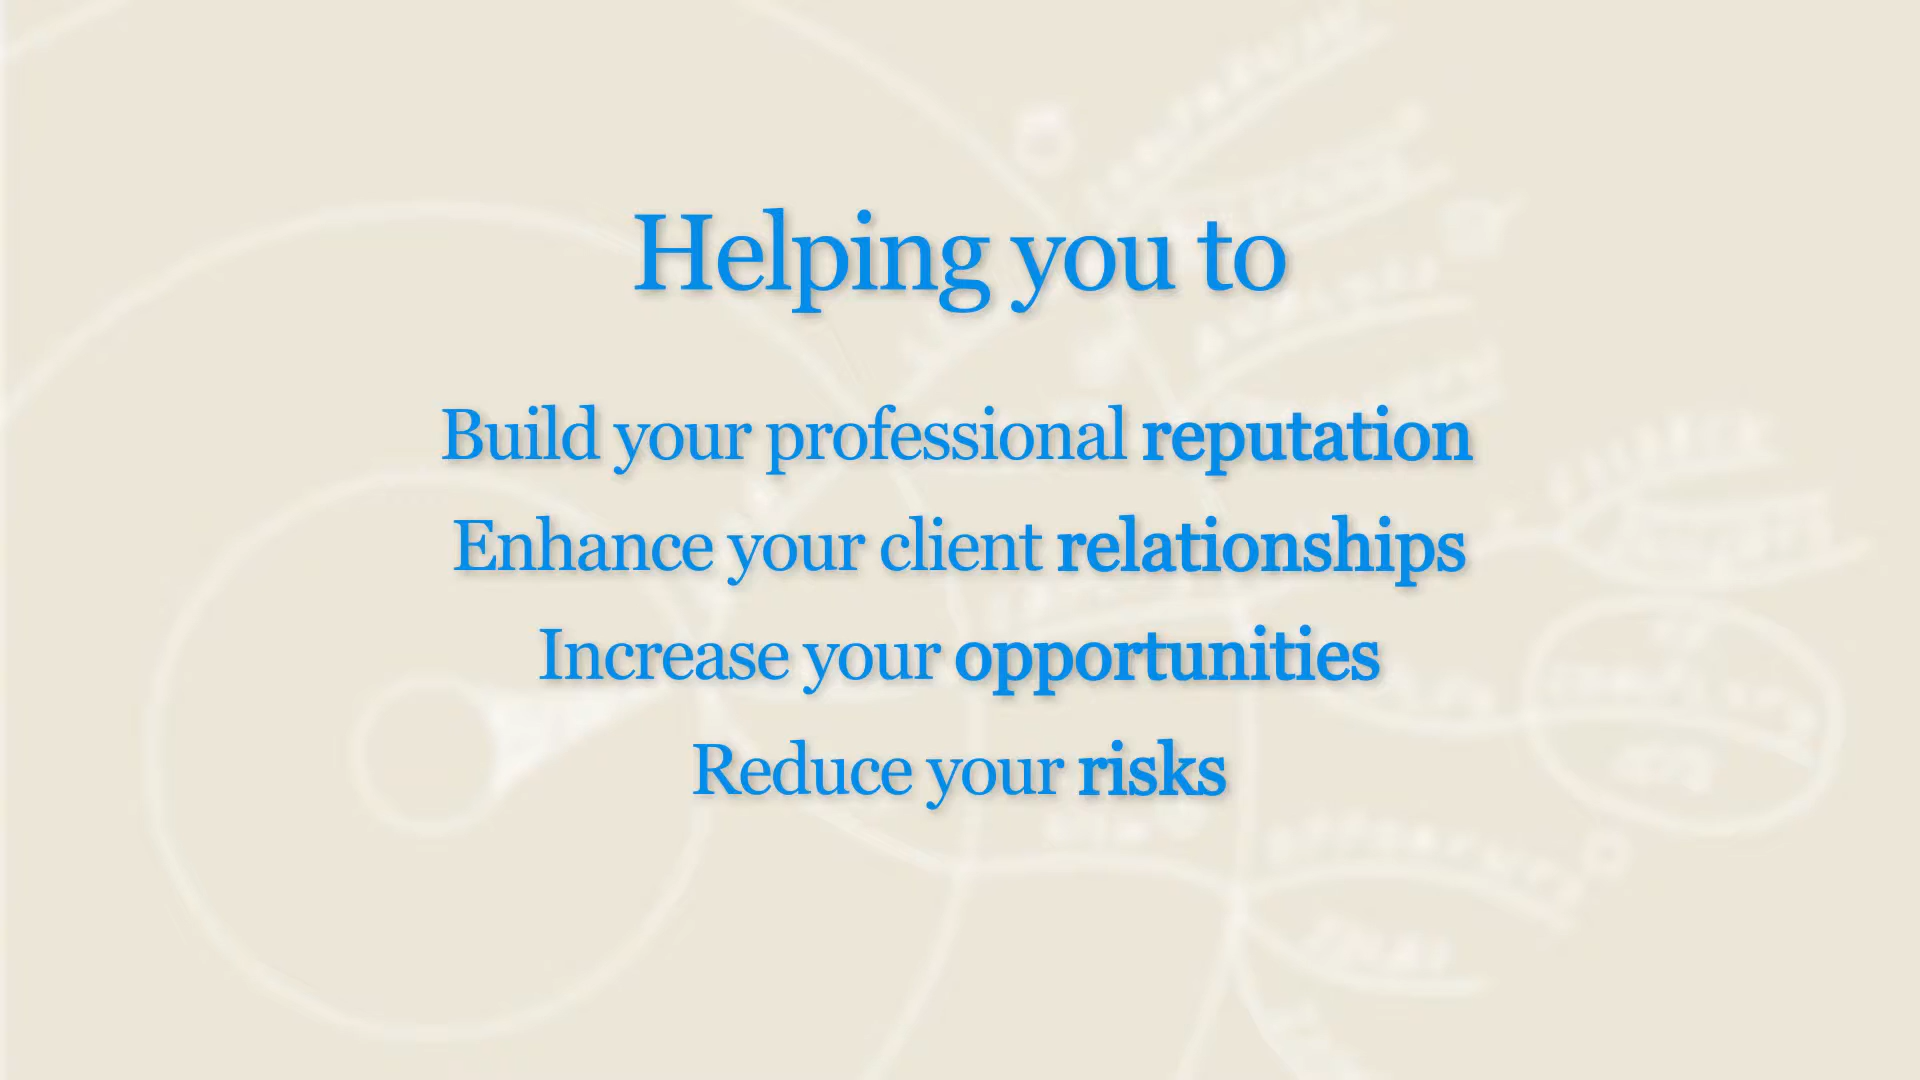 Helping you to
Build your professional reputation
Enhance your client relationships
Increase your opportunities
Reduce your risks